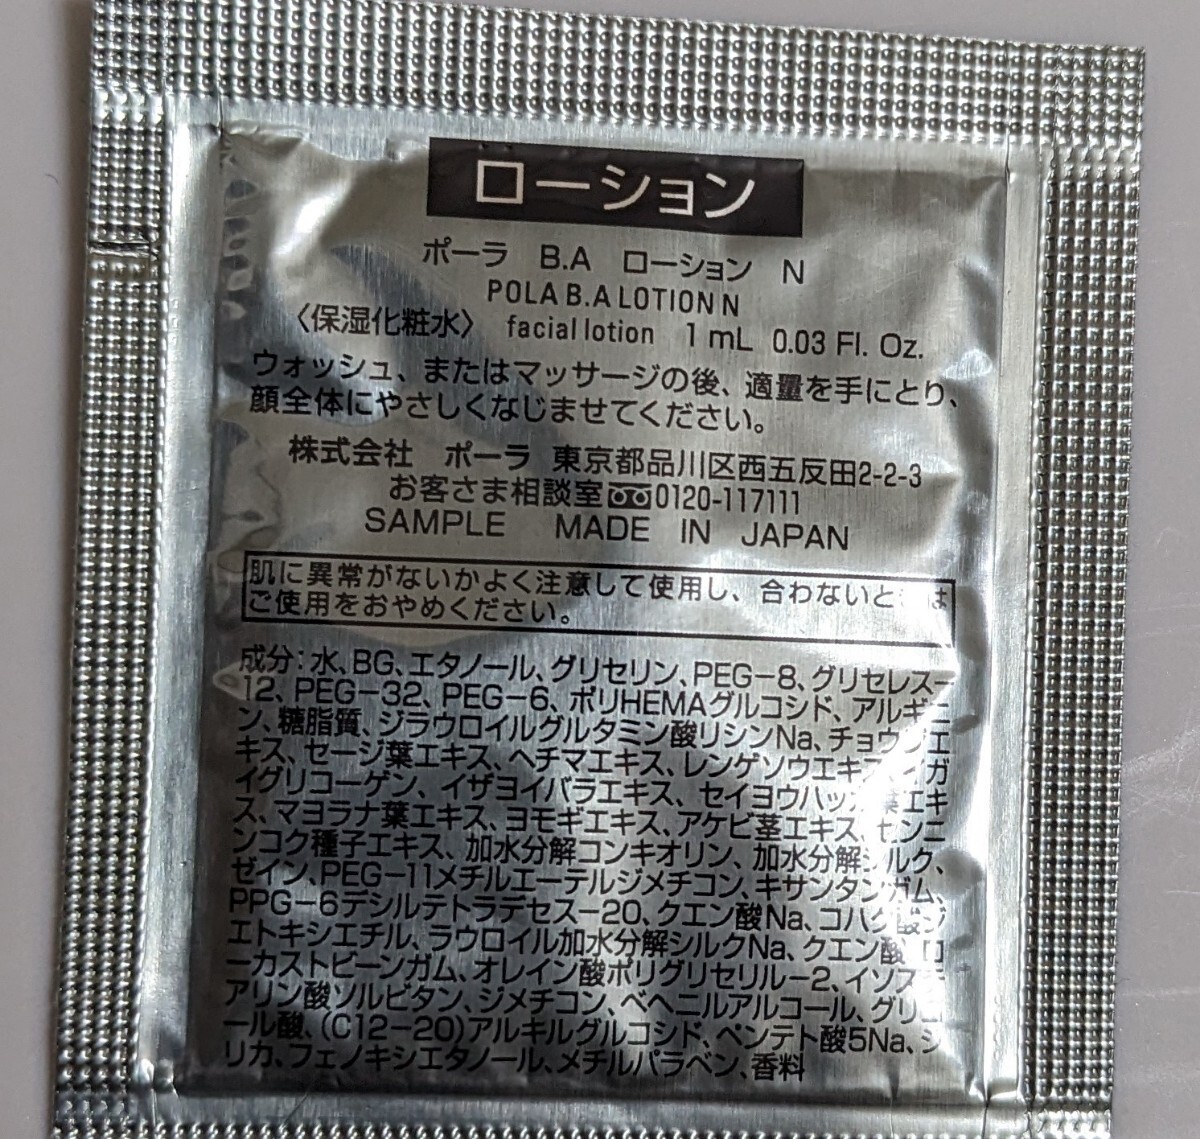 ローション
ポーラ B.A ローション N
POLA B.A LOTION N
〈保湿化粧水〉 facial lotion 1 mL 0.03 Fl. Oz.
ウォッシュ、またはマッサージの後、適量を手にとり、
顔全体にやさしくなじませてください。
株式会社 ポーラ 東京都品川区西五反田2-2-3
お客さま相談室 0120-117111
SAMPLE MADE IN JAPAN
肌に異常がないかよく注意して使用し、合わないと は
ご使用をおやめください。
成分:水、BG、エタノール、グリセリン、PEG-8、グリセレス-
12、PEG-32、PEG-6、ポリHEMAグルコシド、アルギニ
ン、糖脂質、ジラウロイルグルタミン酸リシンNa、チョウジエ
キス、セージ葉エキス、ヘチマエキス、レンゲソウエキス、イガ
イグリコーゲン、イザヨイバラエキス、セイヨウハッカ葉エキ
ス、マヨラナ葉エキス、ヨモギエキス、アケビ茎エキス、センニ
ンコク種子エキス、加水分解コンキオリン、加水分解シルク、
ゼイン、PEG-11メチルエーテルジメチコン、キサンタンガム、
PPG-6デシルテトラデセス-20、クエン酸Na、コハク酸ジ
エトキシエチル、ラウロイル加水分解シルクNa、クエン酸、ロ
ーカストビーンガム、オレイン酸ポリグリセリル-2、イソステ
アリン酸ソルビタン、ジメチコン、ベヘニルアルコール、グリコ
ール酸、(C12-20)アルキルグルコシド、ペンテト酸5Na、シ
リカ、フェノキシエタノール、メチルパラベン、香料